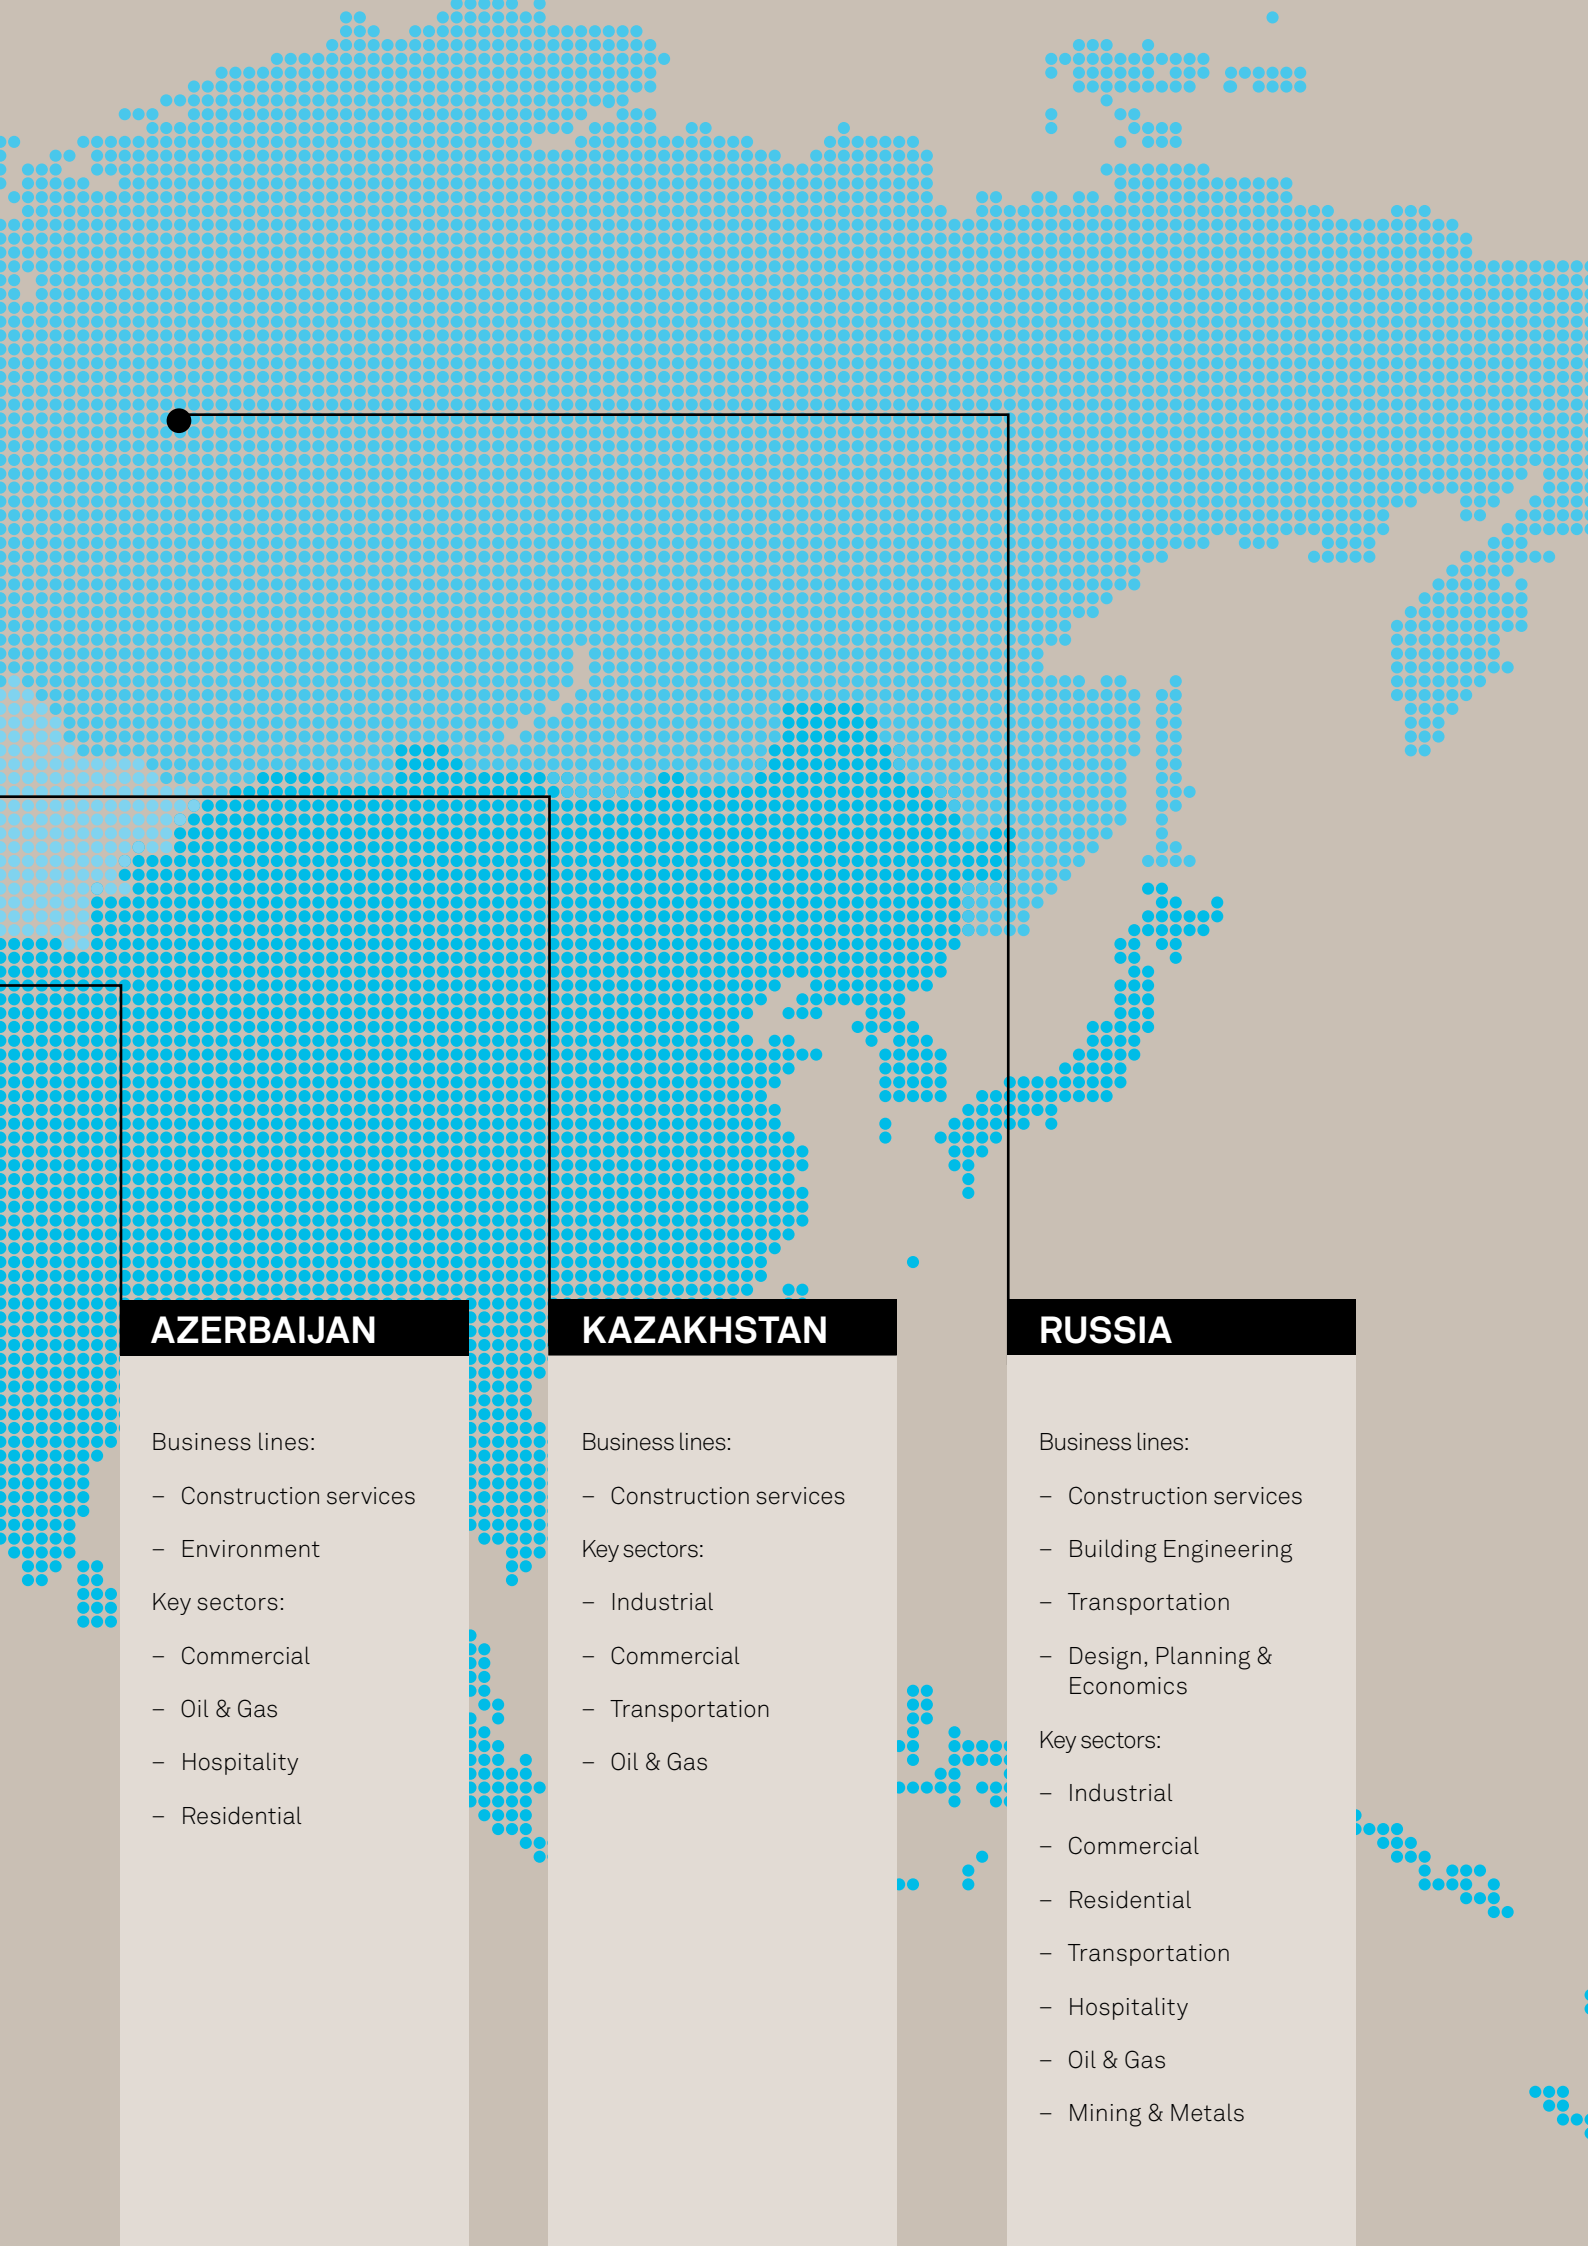 AZERBAIJAN
Business lines:
– Construction services
– Environment
Key sectors:
– Commercial
– Oil & Gas
– Hospitality
– Residential
KAZAKHSTAN
Business lines:
– Construction services
Key sectors:
– Industrial
– Commercial
– Transportation
– Oil & Gas
RUSSIA
Business lines:
– Construction services
– Building Engineering
– Transportation
– Design, Planning &
Economics
Key sectors:
– Industrial
– Commercial
– Residential
– Transportation
– Hospitality
– Oil & Gas
– Mining & Metals